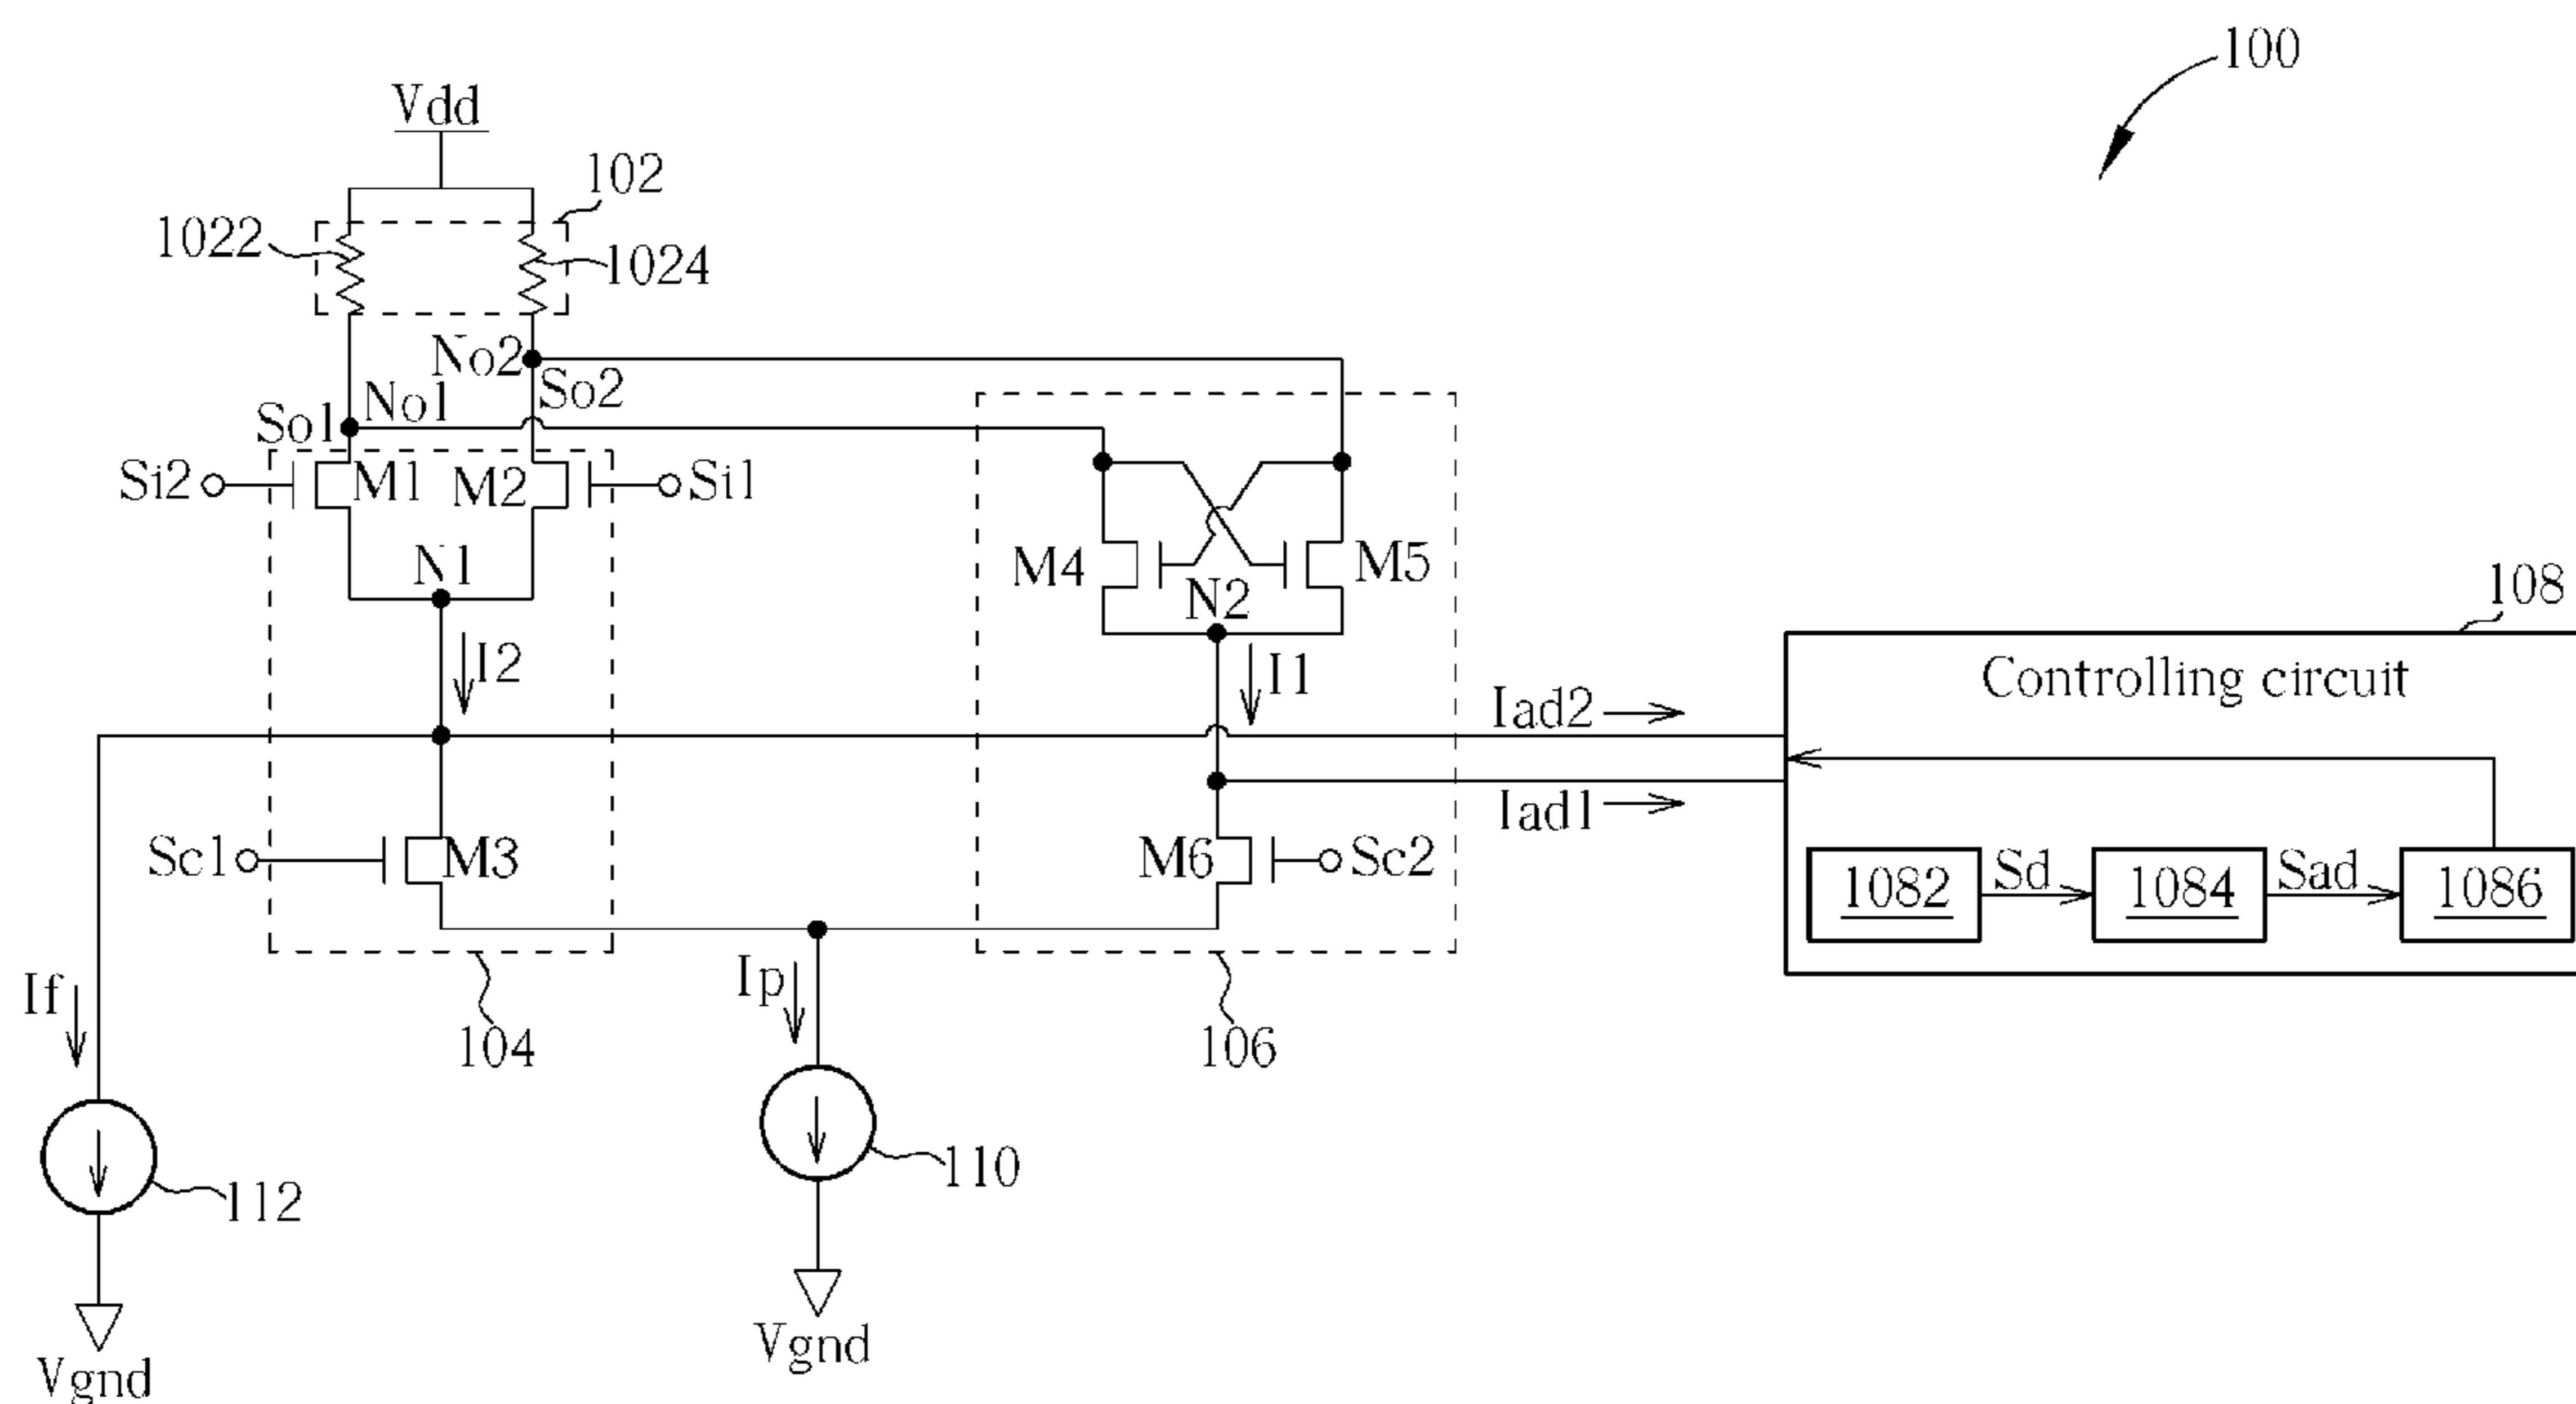 100
Vdd
102
1022
1024
No2
So2
No1
So1
Si2
M1
M2
Si1
N1
M4
M5
N2
108
I2
I1
Controlling circuit
Iad2
Iad1
Sc1
M3
M6
Sc2
1082
Sd
1084
Sad
1086
If
Ip
104
106
112
110
Vgnd
Vgnd